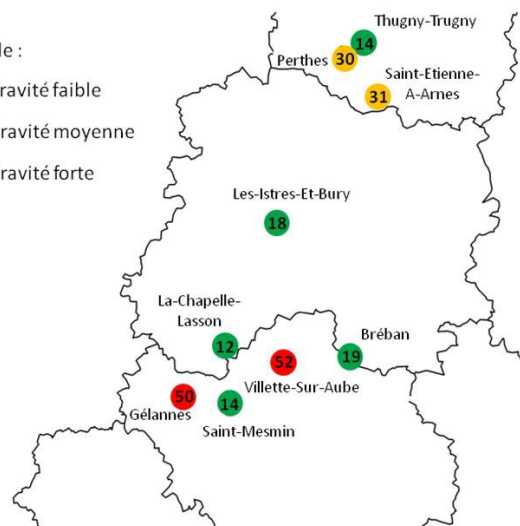 Thugny-Trugny
14
Perthes 30
Saint-Etienne-
A-Arnes
31
le :
ravité faible
ravité moyenne
ravité forte
Les-Istres-Et-Bury
18
La-Chapelle-
Lasson
12
Bréban
19
52
Villette-Sur-Aube
50
Gélannes
14
Saint-Mesmin